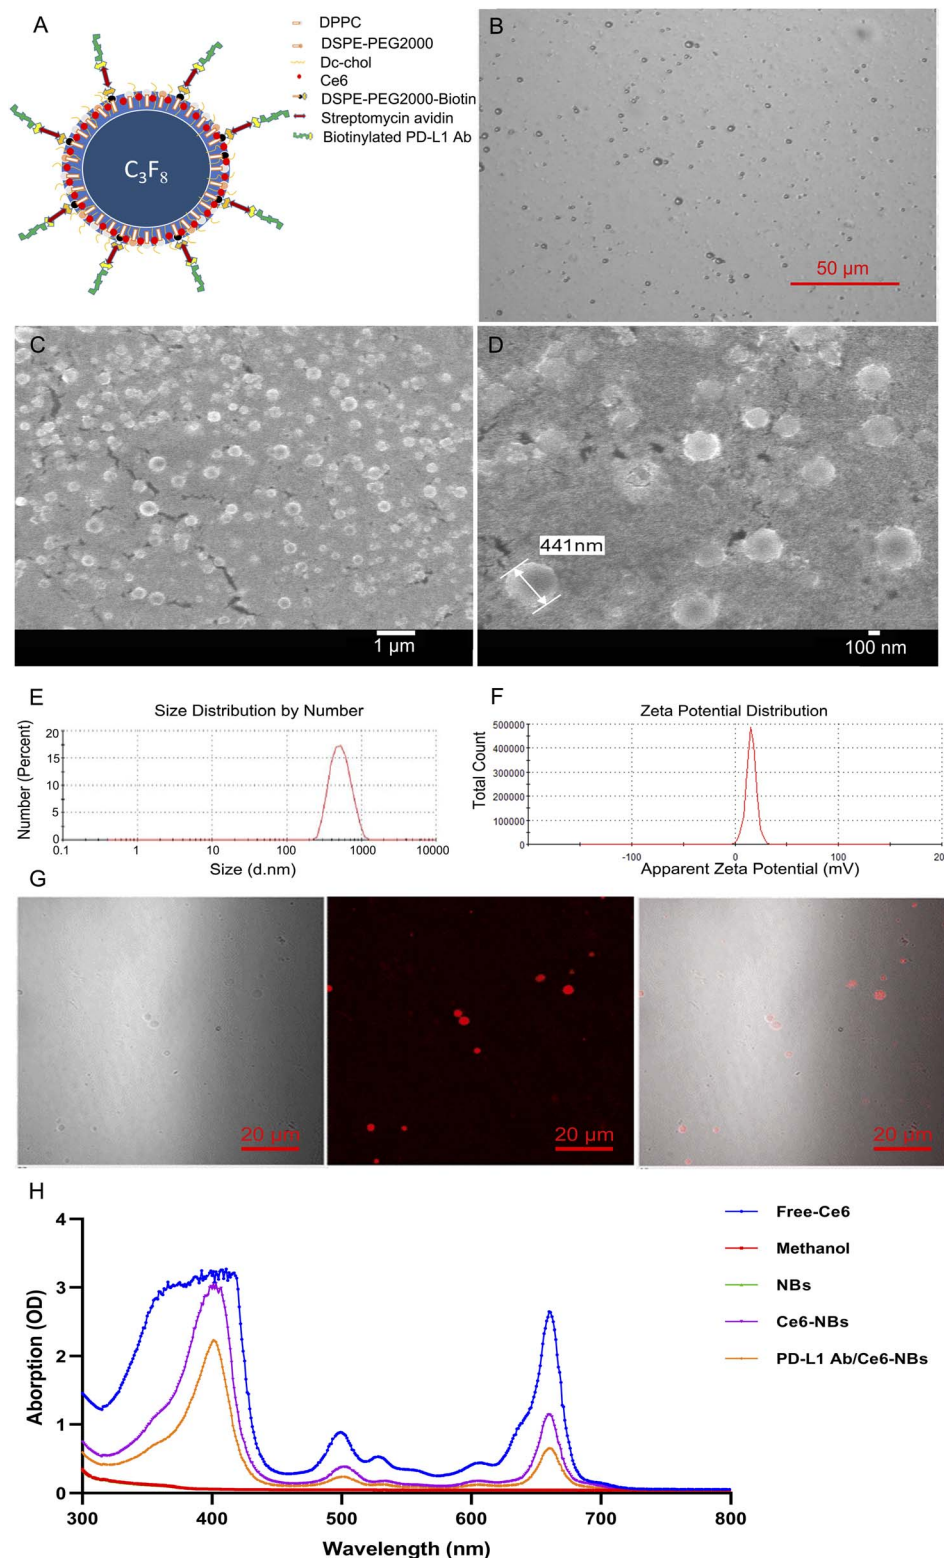 A
DPPC
DSPE-PEG2000
Dc-chol
Ce6
DSPE-PEG2000-Biotin
Streptomycin avidin
Biotinylated PD-L1 Ab
C₃F₈
B
50 µm
C
1 µm
D
441nm
100 nm
E
Size Distribution by Number
Number (Percent)
20
15
10
5
0
0.1 1 10 100 1000 10000
Size (d.nm)
F
Zeta Potential Distribution
Total Count
500000
400000
300000
200000
100000
0
-100 0 100 20
Apparent Zeta Potential (mV)
G
20 µm
20 µm
20 µm
H
Aborption (OD)
4
3
2
1
0
300 400 500 600 700 800
Wavelength (nm)
Free-Ce6
Methanol
NBs
Ce6-NBs
PD-L1 Ab/Ce6-NBs